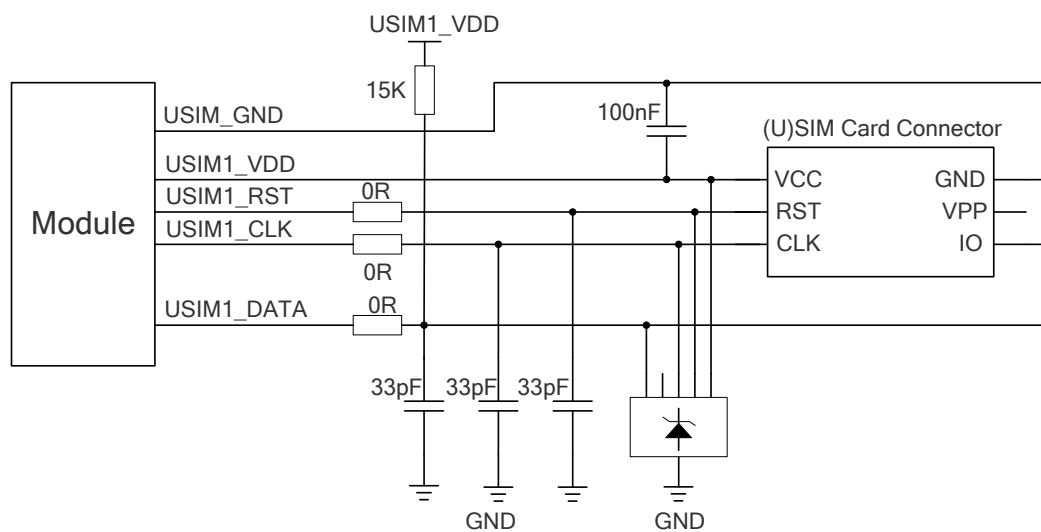 USIM1_VDD
15K
USIM_GND
100nF
(U)SIM Card Connector
USIM1_VDD
VCC
GND
USIM1_RST
0R
RST
VPP
Module
USIM1_CLK
CLK
IO
0R
USIM1_DATA
0R
33pF
33pF
33pF
GND
GND